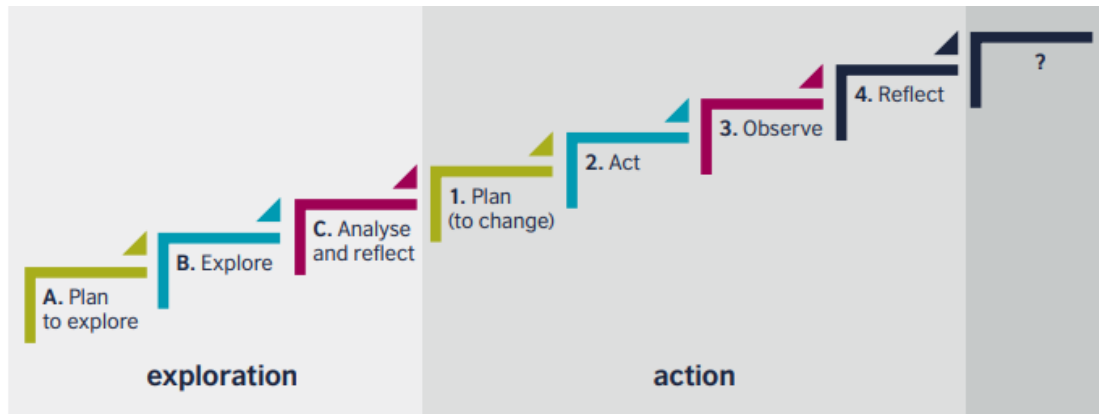 A. Plan
to explore
B. Explore
C. Analyse
and reflect
1. Plan
(to change)
2. Act
3. Observe
4. Reflect
?
exploration
action